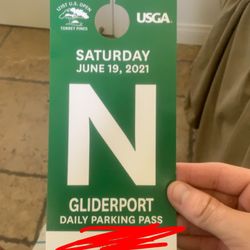 121ST U.S. OPEN
TORREY PINES
USGA
SATURDAY
JUNE 19, 2021
N
GLIDERPORT
DAILY PARKING PASS